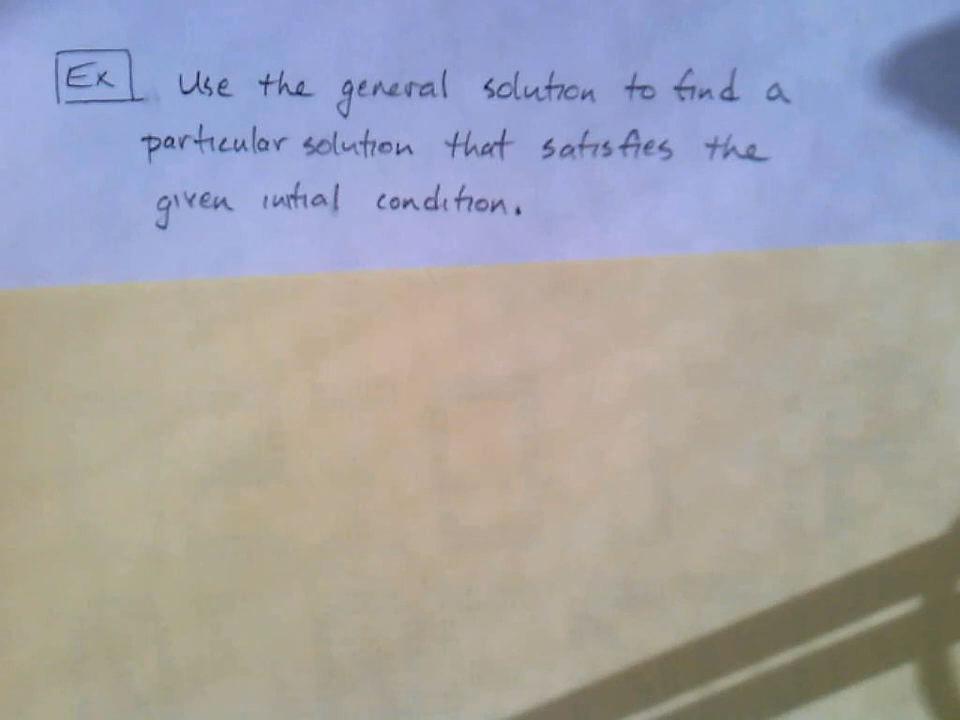 Ex Use the general solution to find a
particular solution that satisfies the
given initial condition.